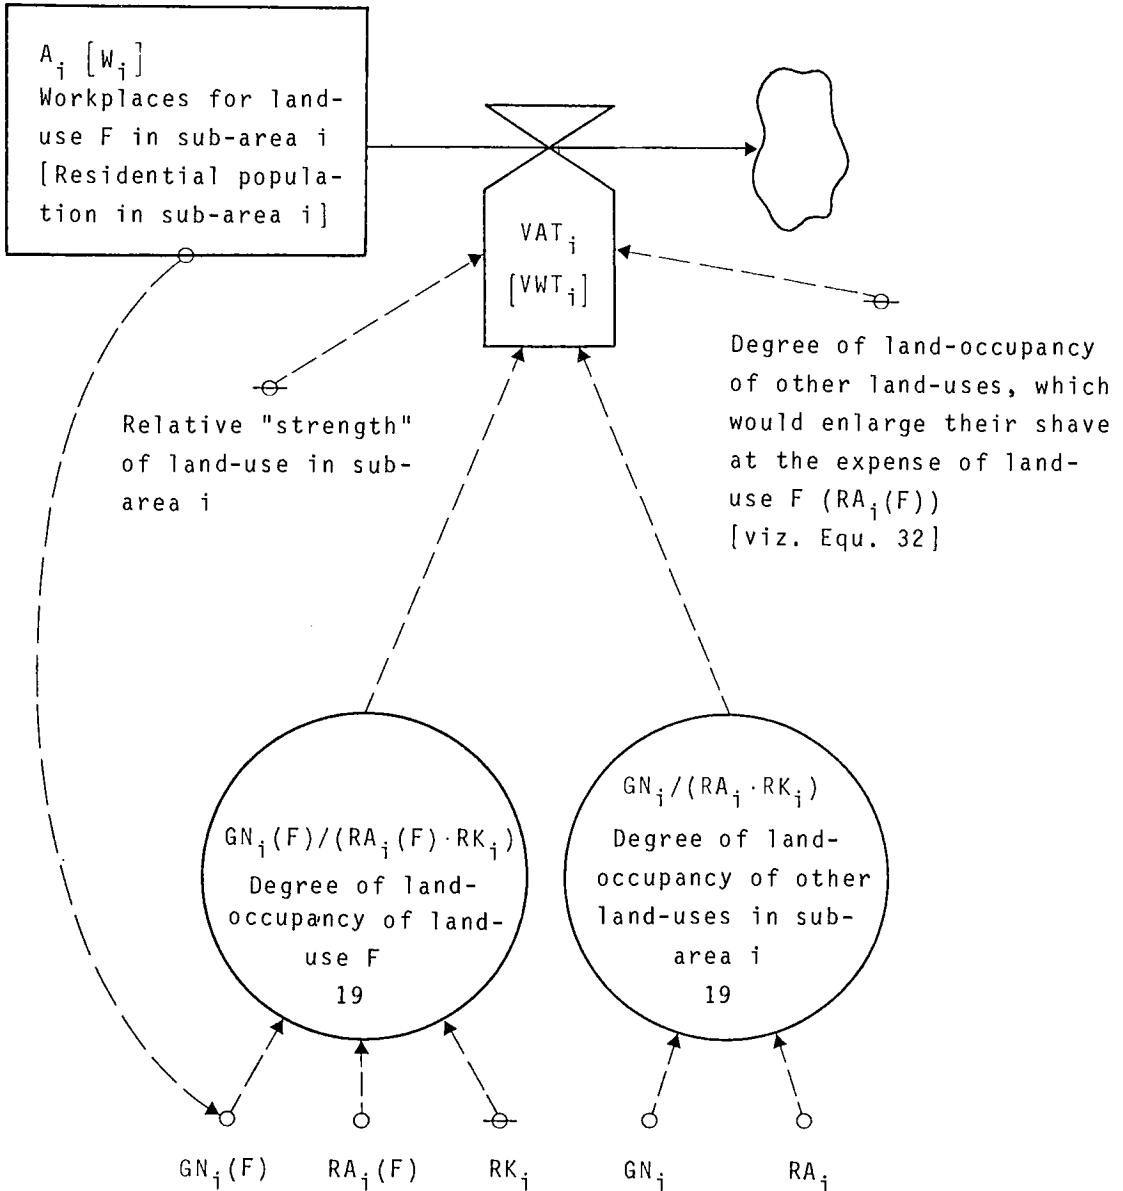 A_i [W_i]
Workplaces for land-
use F in sub-area i
[Residential popula-
tion in sub-area i]
VAT_i
[VWT_i]
Relative "strength"
of land-use in sub-
area i
Degree of land-occupancy
of other land-uses, which
would enlarge their shave
at the expense of land-
use F (RA_i(F))
[viz. Equ. 32]
GN_i(F)/(RA_i(F)·RK_i)
Degree of land-
occupancy of land-
use F
19
GN_i/(RA_i·RK_i)
Degree of land-
occupancy of other
land-uses in sub-
area i
19
GN_i(F)
RA_i(F)
RK_i
GN_i
RA_i